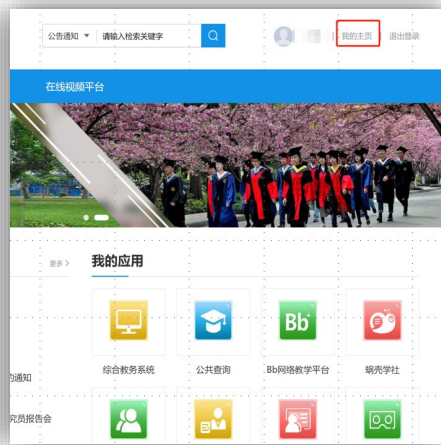 公告通知 请输入检索关键字 我的主页 | 退出登录
在线视频平台
更多 > 我的应用
Bb
综合教务系统 公共查询 Bb网络教学平台 蜗壳学社
的通知
究员报告会